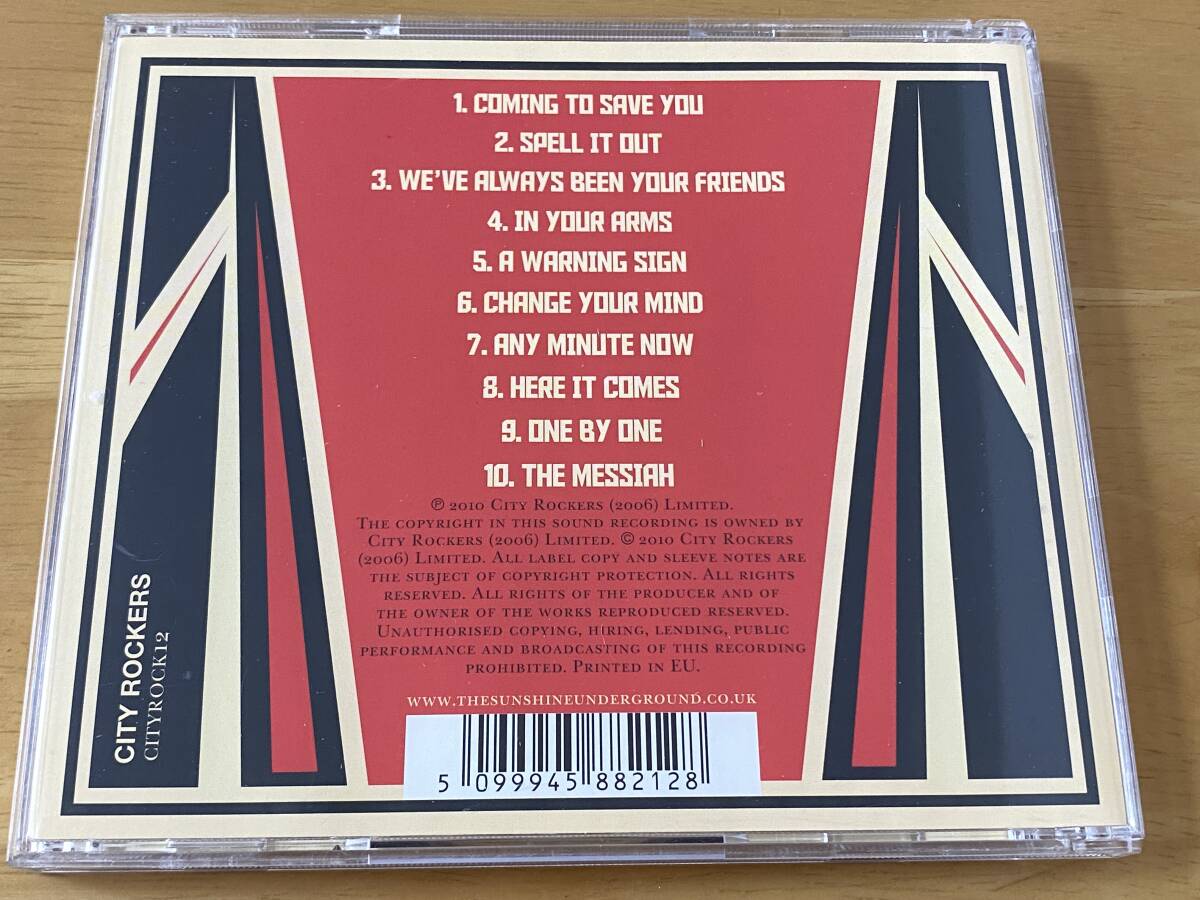 1. COMING TO SAVE YOU
2. SPELL IT OUT
3. WE'VE ALWAYS BEEN YOUR FRIENDS
4. IN YOUR ARMS
5. A WARNING SIGN
6. CHANGE YOUR MIND
7. ANY MINUTE NOW
8. HERE IT COMES
9. ONE BY ONE
10. THE MESSIAH
℗ 2010 CITY ROCKERS (2006) LIMITED.
THE COPYRIGHT IN THIS SOUND RECORDING IS OWNED BY
CITY ROCKERS (2006) LIMITED. © 2010 CITY ROCKERS
(2006) LIMITED. ALL LABEL COPY AND SLEEVE NOTES ARE
THE SUBJECT OF COPYRIGHT PROTECTION. ALL RIGHTS
RESERVED. ALL RIGHTS OF THE PRODUCER AND OF
THE OWNER OF THE WORKS REPRODUCED RESERVED.
UNAUTHORISED COPYING, HIRING, LENDING, PUBLIC
PERFORMANCE AND BROADCASTING OF THIS RECORDING
PROHIBITED. PRINTED IN EU.
WWW.THESUNSHINEUNDERGROUND.CO.UK
5 099945 882128
CITY ROCKERS
CITYROCK12